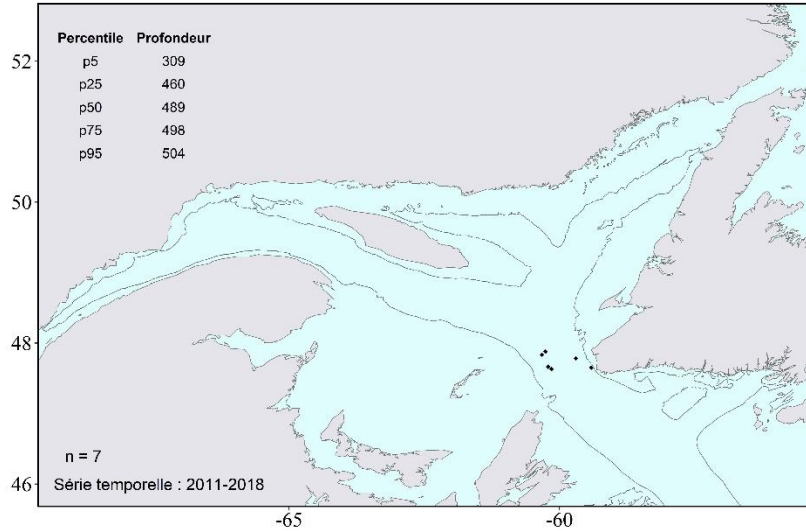 Percentile Profondeur
p5 309
p25 460
p50 489
p75 498
p95 504
52
50
48
46
n = 7
Série temporelle : 2011-2018
-65 -60